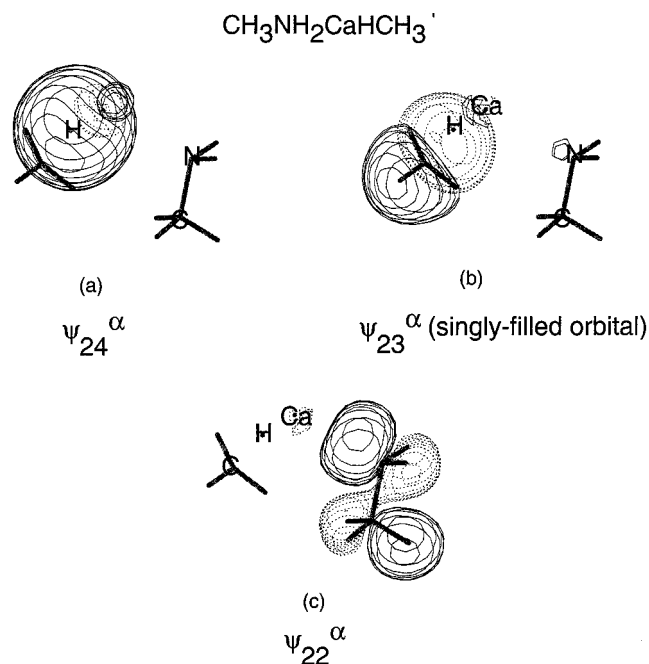 CH3NH2CaHCH3˙
H
N
C
Ca
H
N
C
(a)
(b)
ψ24α
ψ23α (singly-filled orbital)
Ca
H
C
(c)
ψ22α